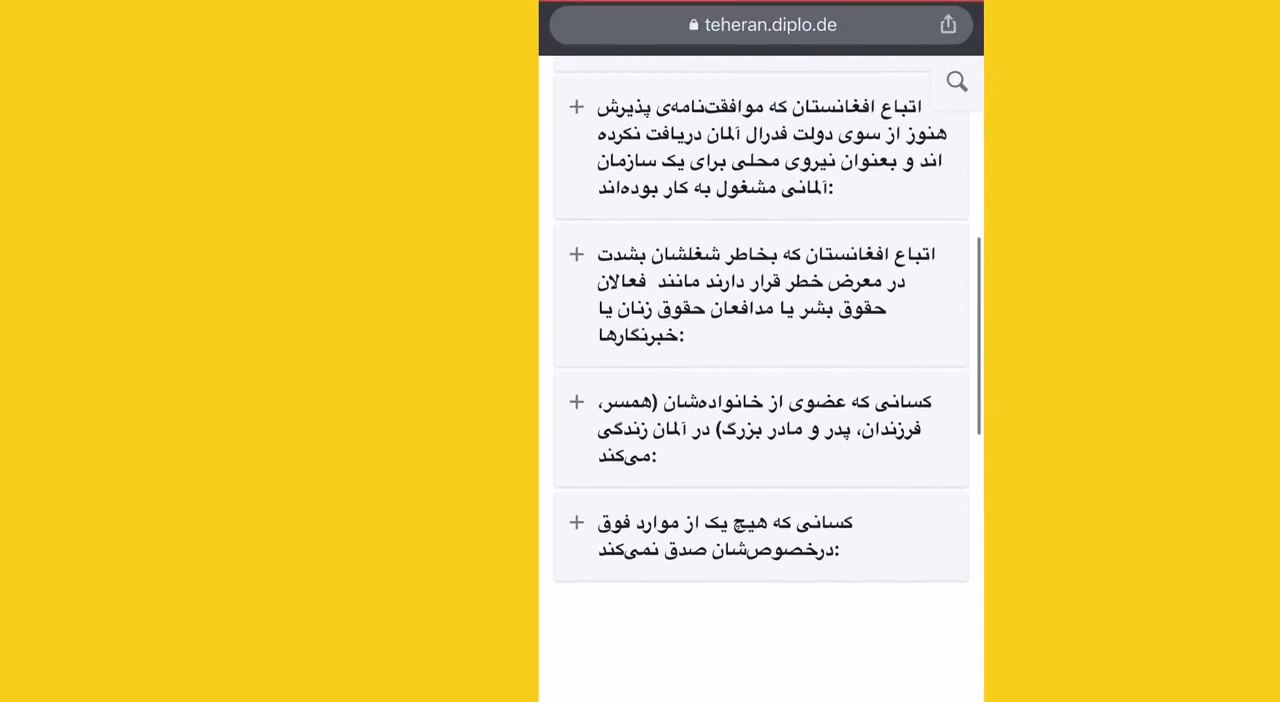 teheran.diplo.de
اتباع افغانستان که موافقت‌نامه‌ی پذیرش
هنوز از سوی دولت فدرال آلمان دریافت نکرده
اند و بعنوان نیروی محلی برای یک سازمان
آلمانی مشغول به کار بوده‌اند:
اتباع افغانستان که بخاطر شغلشان بشدت
در معرض خطر قرار دارند مانند فعالان
حقوق بشر یا مدافعان حقوق زنان یا
خبرنگارها:
کسانی که عضوی از خانواده‌شان (همسر،
فرزندان، پدر و مادر بزرگ) در آلمان زندگی
می‌کند:
کسانی که هیچ یک از موارد فوق
درخصوص‌شان صدق نمی‌کند: